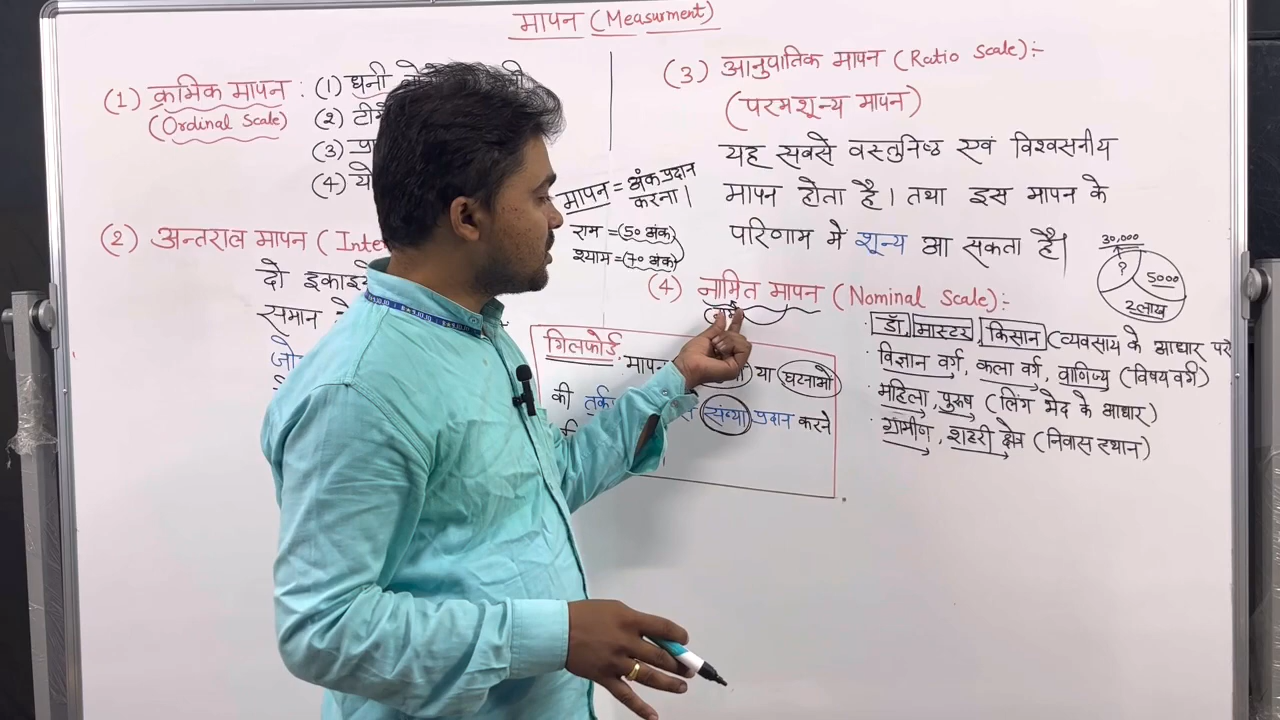 मापन (Measurment)
(1) क्रमिक मापन : (1) धनी
(Ordinal Scale) (2)
(3)
(4)
(2) अन्तराल मापन (Inte
दो
समान
मापन = अंक प्रदान
करना।
राम = (50 अंक)
श्याम = (70 अंक)
(3) आनुपातिक मापन (Ratio Scale):-
(परमशून्य मापन)
यह सबसे वस्तुनिष्ठ एवं विश्वसनीय
मापन होता है। तथा इस मापन के
परिणाम में शून्य आ सकता है।
30,000
?
5000
2लाख
(4) नामित मापन (Nominal Scale):-
डॉ, मास्टर, किसान (व्यवसाय के आधार पर
· विज्ञान वर्ग, कला वर्ग, वाणिज्य (विषय वर्ग)
· महिला, पुरुष (लिंग भेद के आधार)
· ग्रामीण, शहरी क्षेत्र (निवास स्थान)
गिलफोर्ड: मापन या घटनाओं
की संख्या प्रदान करने